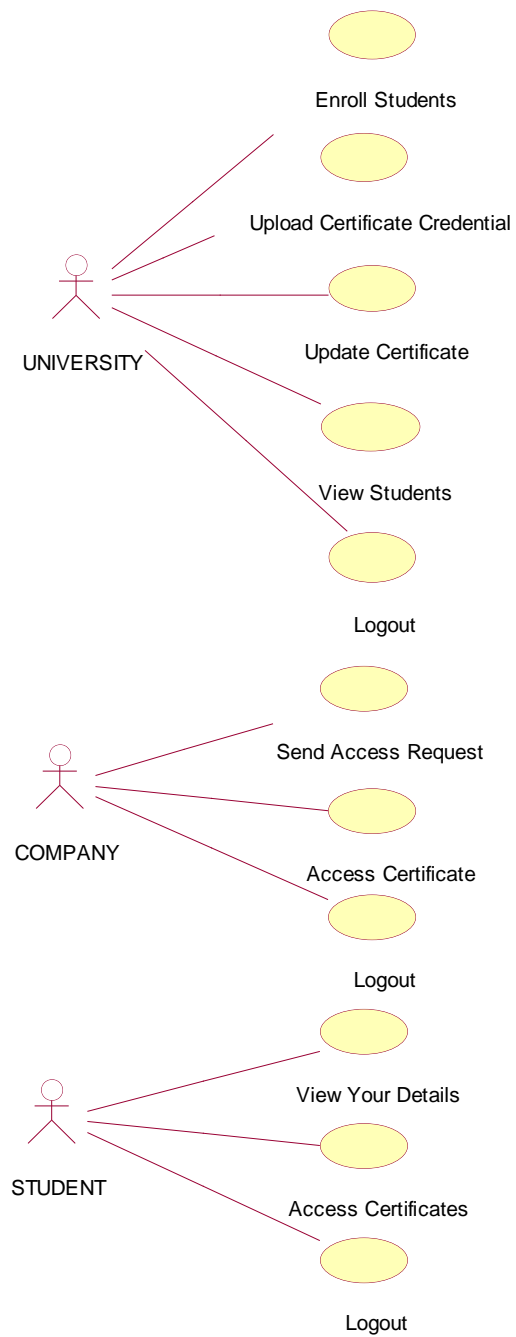 Enroll Students
Upload Certificate Credential
UNIVERSITY
Update Certificate
View Students
Logout
Send Access Request
COMPANY
Access Certificate
Logout
View Your Details
STUDENT
Access Certificates
Logout